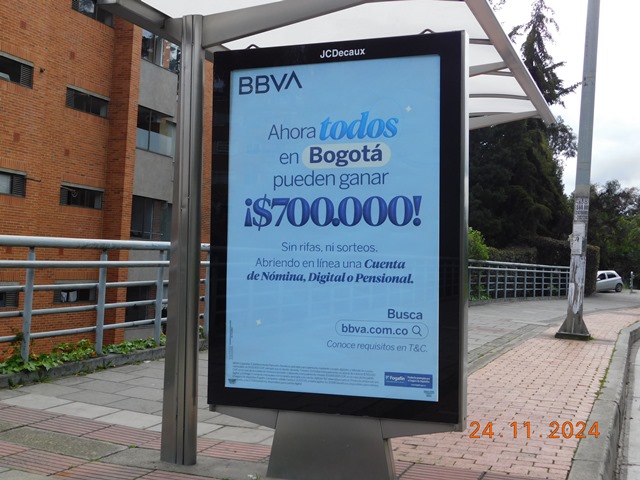 JCDecaux
BBVA
Ahora todos
en Bogotá
pueden ganar
¡$700.000!
Sin rifas, ni sorteos.
Abriendo en línea una Cuenta
de Nómina, Digital o Pensional.
Busca
bbva.com.co
Conoce requisitos en T&C.
24 11 2024